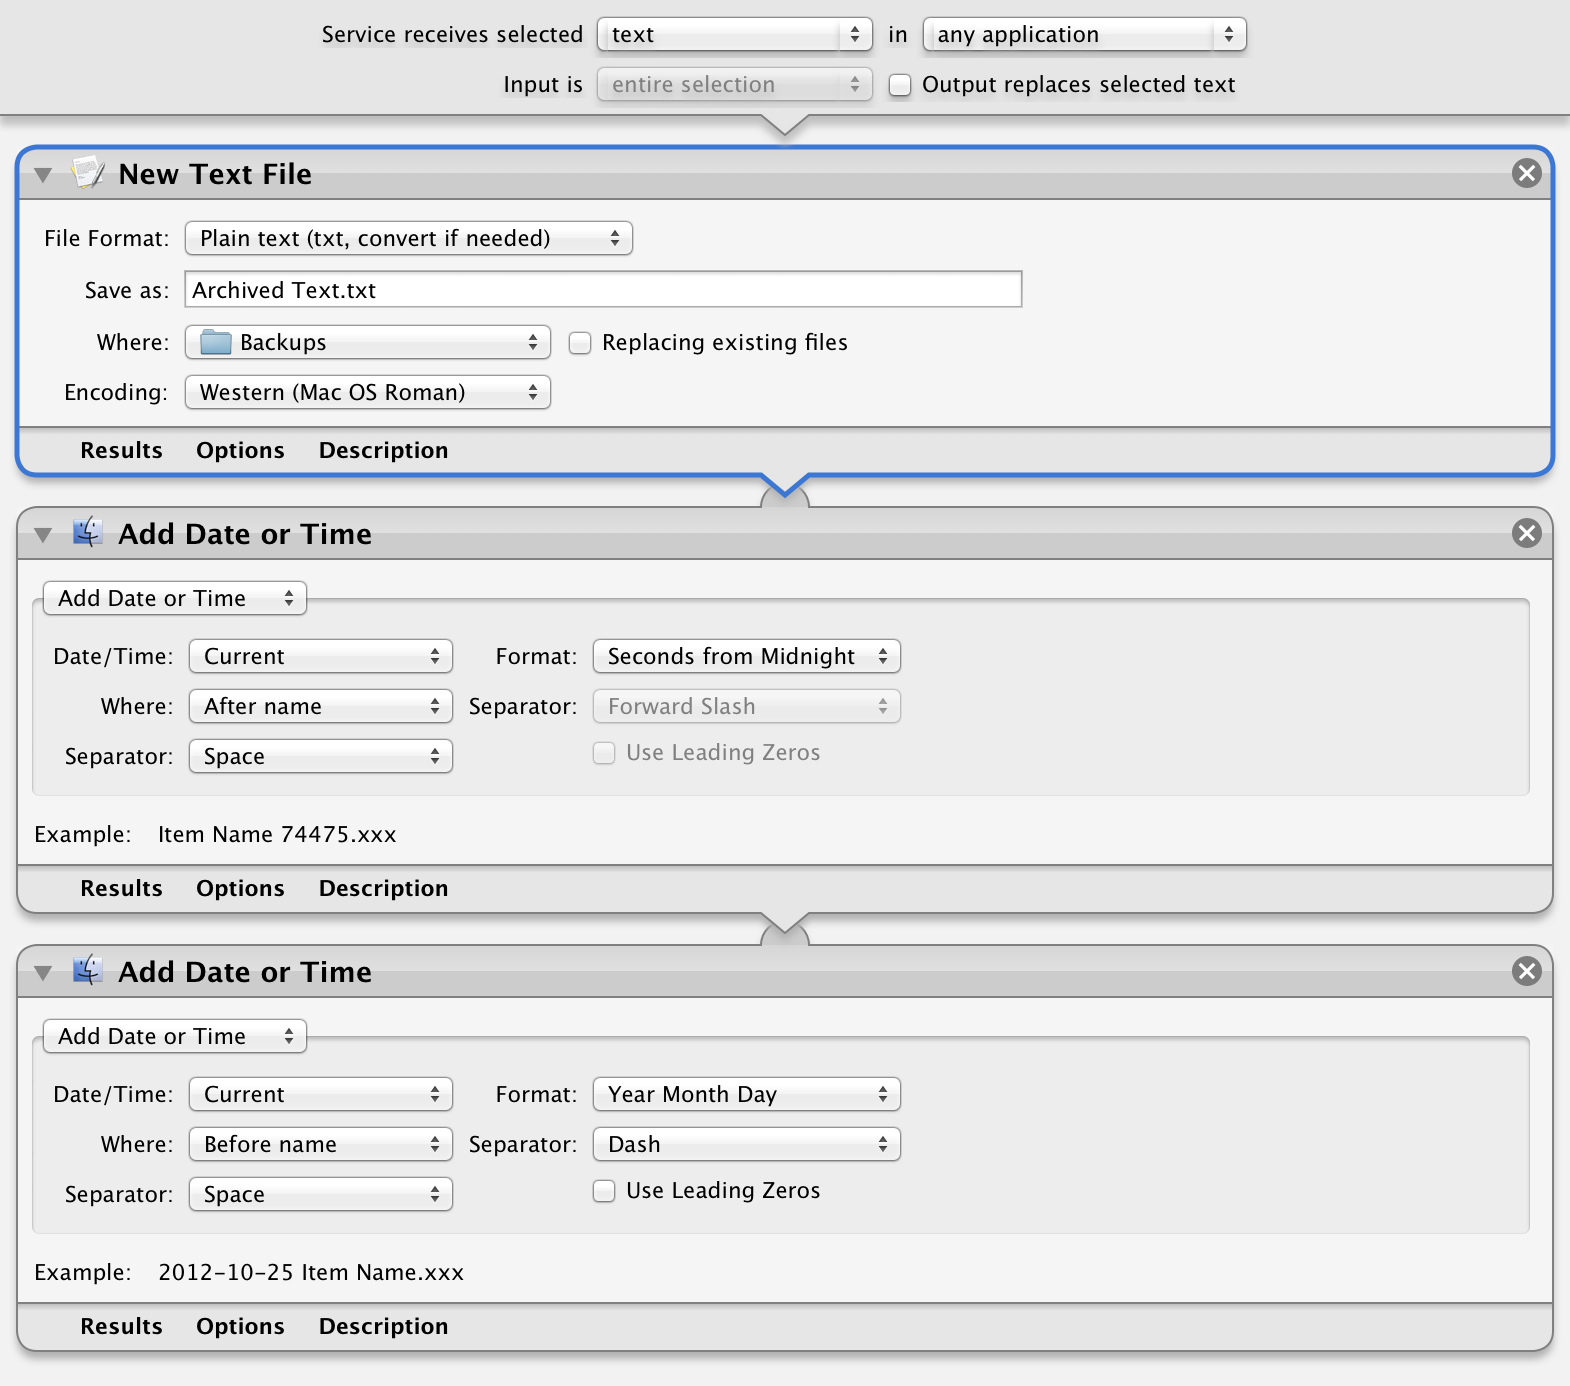 Service receives selected text in any application
Input is entire selection Output replaces selected text
New Text File
File Format: Plain text (txt, convert if needed)
Save as: Archived Text.txt
Where: Backups Replacing existing files
Encoding: Western (Mac OS Roman)
Results Options Description
Add Date or Time
Add Date or Time
Date/Time: Current Format: Seconds from Midnight
Where: After name Separator: Forward Slash
Separator: Space Use Leading Zeros
Example: Item Name 74475.xxx
Results Options Description
Add Date or Time
Add Date or Time
Date/Time: Current Format: Year Month Day
Where: Before name Separator: Dash
Separator: Space Use Leading Zeros
Example: 2012-10-25 Item Name.xxx
Results Options Description